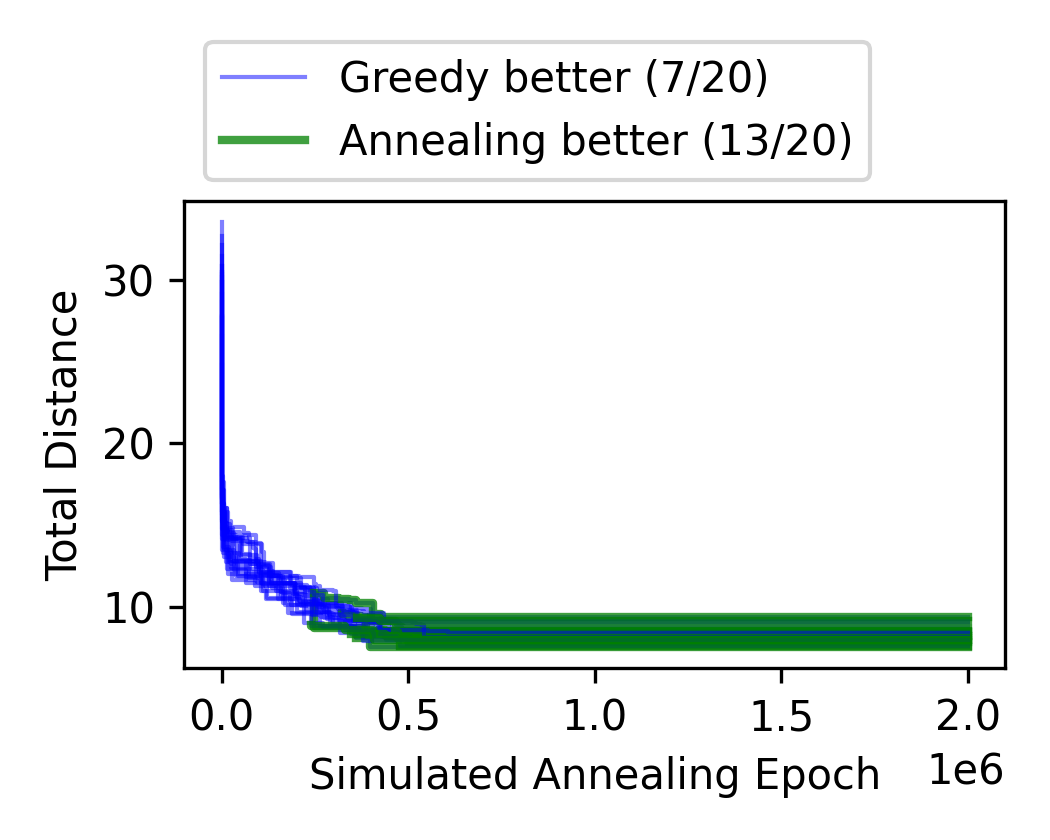 Greedy better (7/20)
Annealing better (13/20)
30
20
10
Total Distance
0.0 0.5 1.0 1.5 2.0
1e6
Simulated Annealing Epoch